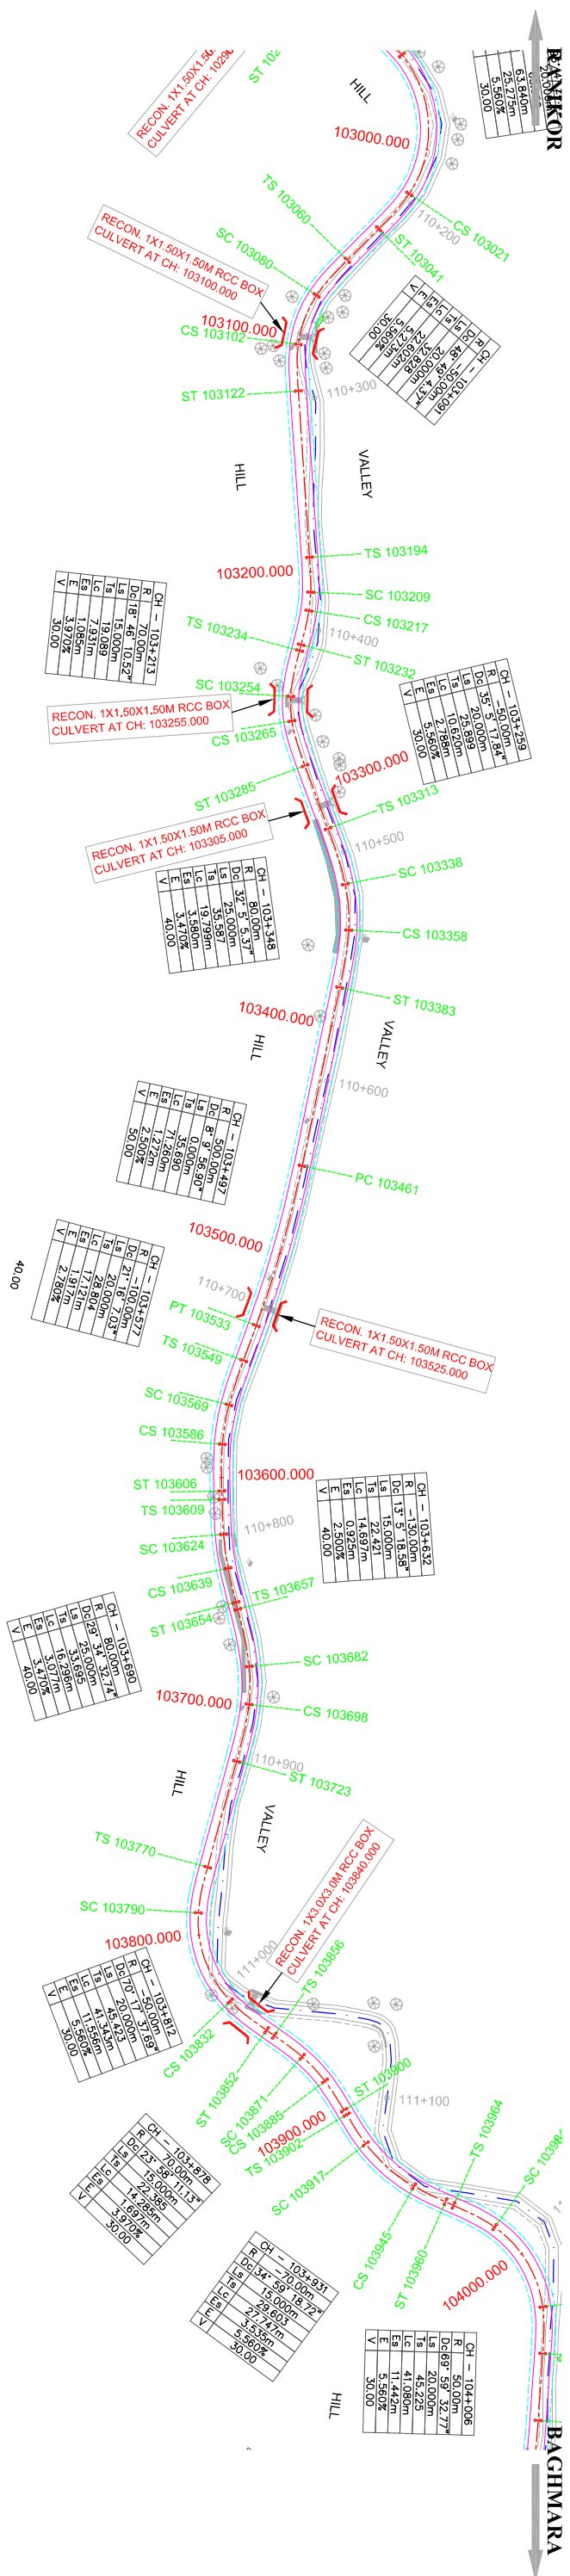 RANIKOR
63.840m
25.275m
5.560%
30.00
RECON. 1X1.50X1.50
CULVERT AT CH: 1029
ST 102
HILL
103000.000
CS 103021
110+200
ST 103041
TS 103060
SC 103080
RECON. 1X1.50X1.50M RCC BOX
CULVERT AT CH: 103100.000
103100.000
CS 103102
CH - 103+091
R -50.00m
Dc 48° 49' 4.37"
Ls 20.000m
Ts 32.828
Lc 22.602m
Es 5.271m
E 5.560%
V 30.00
ST 103122
110+300
HILL
VALLEY
TS 103194
103200.000
SC 103209
CS 103217
110+400
ST 103232
TS 103234
CH - 103+213
R 70.00m
Dc 18° 46' 10.52"
Ls 15.000m
Ts 19.089
Lc 7.931m
Es 1.085m
E 3.970%
V 30.00
SC 103254
RECON. 1X1.50X1.50M RCC BOX
CULVERT AT CH: 103255.000
CS 103265
CH - 103+259
R -50.00m
Dc 35° 5' 17.84"
Ls 20.000m
Ts 25.899
Lc 10.620m
Es 2.788m
E 5.560%
V 30.00
ST 103285
103300.000
TS 103313
RECON. 1X1.50X1.50M RCC BOX
CULVERT AT CH: 103305.000
110+500
SC 103338
CH - 103+348
R 80.00m
Dc 32° 5' 5.37"
Ls 25.000m
Ts 35.587
Lc 19.799m
Es 3.580m
E 3.470%
V 40.00
CS 103358
ST 103383
103400.000
HILL
VALLEY
110+600
CH - 103+497
R 500.00m
Dc 8° 9' 56.90"
Ls 0.000m
Ts 35.690
Lc 71.260m
Es 1.272m
E 2.500%
V 50.00
PC 103461
103500.000
110+700
PT 103533
RECON. 1X1.50X1.50M RCC BOX
CULVERT AT CH: 103525.000
CH - 103+577
R -100.00m
Dc 21° 16' 7.03"
Ls 20.000m
Ts 28.804
Lc 17.121m
Es 1.917m
E 2.780%
V
40.00
TS 103549
SC 103569
CS 103586
103600.000
ST 103606
TS 103609
CH - 103+632
R -130.00m
Dc 13° 5' 18.58"
Ls 15.000m
Ts 22.421
Lc 14.697m
Es 0.925m
E 2.500%
V 40.00
110+800
SC 103624
CS 103639
TS 103657
ST 103654
CH - 103+690
R 80.00m
Dc 29° 34' 32.74"
Ls 25.000m
Ts 33.695
Lc 16.296m
Es 3.077m
E 3.470%
V 40.00
SC 103682
103700.000
CS 103698
110+900
ST 103723
HILL
VALLEY
TS 103770
RECON. 1X3.0X3.0M RCC BOX
CULVERT AT CH: 103840.000
SC 103790
103800.000
111+000
TS 103856
CH - 103+812
R -50.00m
Dc 70° 17' 37.69"
Ls 20.000m
Ts 45.423
Lc 41.343m
Es 11.556m
E 5.560%
V 30.00
CS 103832
ST 103852
SC 103871
CS 103885
ST 103900
103900.000
TS 103902
111+100
TS 103964
SC 10398
CH - 103+878
R 70.00m
Dc 23° 58' 11.13"
Ls 15.000m
Ts 22.385
Lc 14.285m
Es 1.697m
E 3.970%
V 30.00
SC 103917
CS 103945
ST 103960
104000.000
CH - 103+931
R -70.00m
Dc 34° 59' 18.72"
Ls 15.000m
Ts 29.603
Lc 27.747m
Es 3.535m
E 5.560%
V 30.00
CH - 104+006
R 50.00m
Dc 69° 59' 32.77"
Ls 20.000m
Ts 45.225
Lc 41.080m
Es 11.442m
E 5.560%
V 30.00
HILL
BAGHMARA